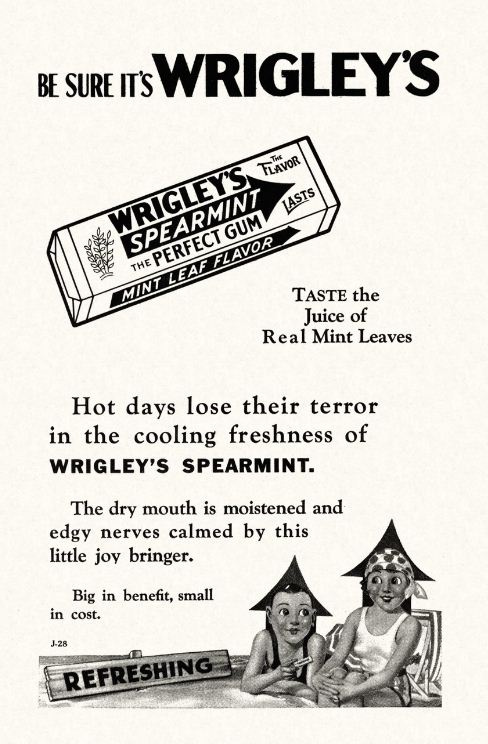 BE SURE IT'S WRIGLEY'S
WRIGLEY'S
SPEARMINT
THE PERFECT GUM
MINT LEAF FLAVOR
THE
FLAVOR
LASTS
TASTE the
Juice of
Real Mint Leaves
Hot days lose their terror
in the cooling freshness of
WRIGLEY'S SPEARMINT.
The dry mouth is moistened and
edgy nerves calmed by this
little joy bringer.
Big in benefit, small
in cost.
J-28
REFRESHING